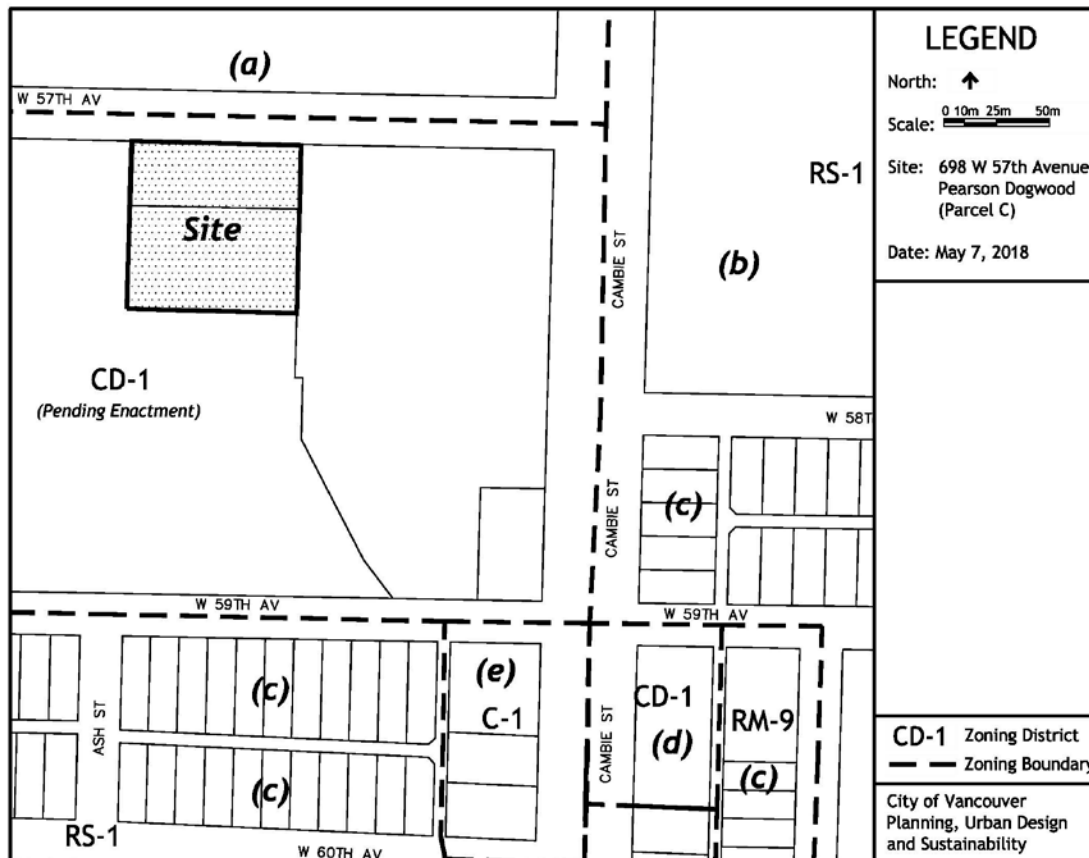 (a)
W 57TH AV
Site
CD-1
(Pending Enactment)
CAMBIE ST
RS-1
(b)
W 58T
CAMBIE ST
(c)
W 59TH AV
W 59TH AV
ASH ST
(c)
(c)
RS-1
W 60TH AV
(e)
C-1
CAMBIE ST
CD-1
(d)
RM-9
(c)
LEGEND
North:
Scale: 0 10m 25m 50m
Site: 698 W 57th Avenue
Pearson Dogwood
(Parcel C)
Date: May 7, 2018
CD-1 Zoning District
Zoning Boundary
City of Vancouver
Planning, Urban Design
and Sustainability